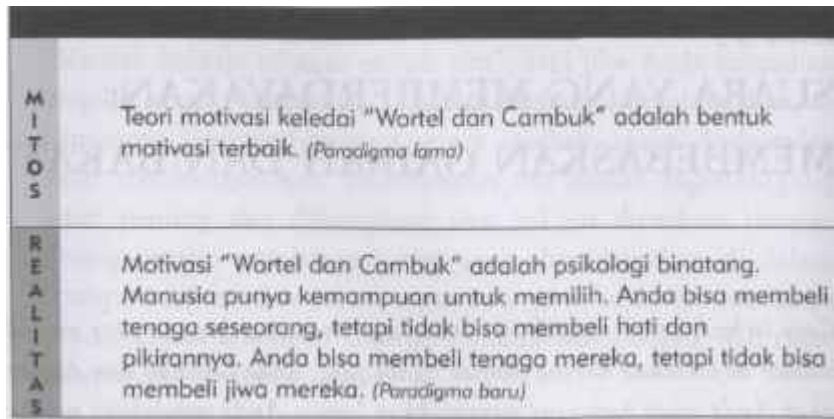 MITOS
Teori motivasi keledai "Wortel dan Cambuk" adalah bentuk
motivasi terbaik. (Paradigma lama)
REALITAS
Motivasi "Wortel dan Cambuk" adalah psikologi binatang.
Manusia punya kemampuan untuk memilih. Anda bisa membeli
tenaga seseorang, tetapi tidak bisa membeli hati dan
pikirannya. Anda bisa membeli tenaga mereka, tetapi tidak bisa
membeli jiwa mereka. (Paradigma baru)